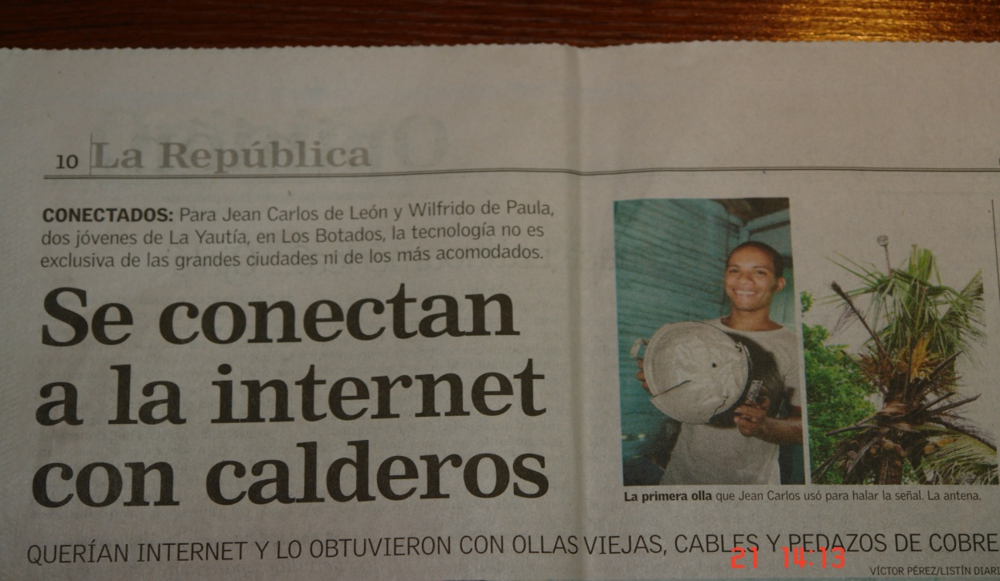 10 La República
CONECTADOS: Para Jean Carlos de León y Wilfrido de Paula,
dos jóvenes de La Yautía, en Los Botados, la tecnología no es
exclusiva de las grandes ciudades ni de los más acomodados.
Se conectan
a la internet
con calderos
La primera olla que Jean Carlos usó para halar la señal. La antena.
QUERÍAN INTERNET Y LO OBTUVIERON CON OLLAS VIEJAS, CABLES Y PEDAZOS DE COBRE
21 14:13
VÍCTOR PÉREZ/LISTÍN DIARI